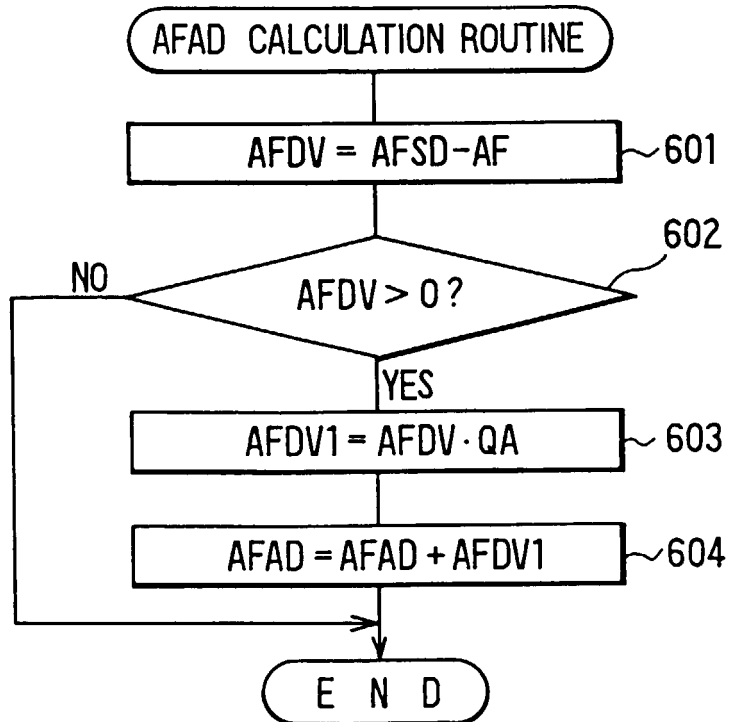 AFAD CALCULATION ROUTINE
AFDV = AFSD-AF
601
602
NO
AFDV > 0?
YES
AFDV1 = AFDV · QA
603
AFAD = AFAD + AFDV1
604
E N D